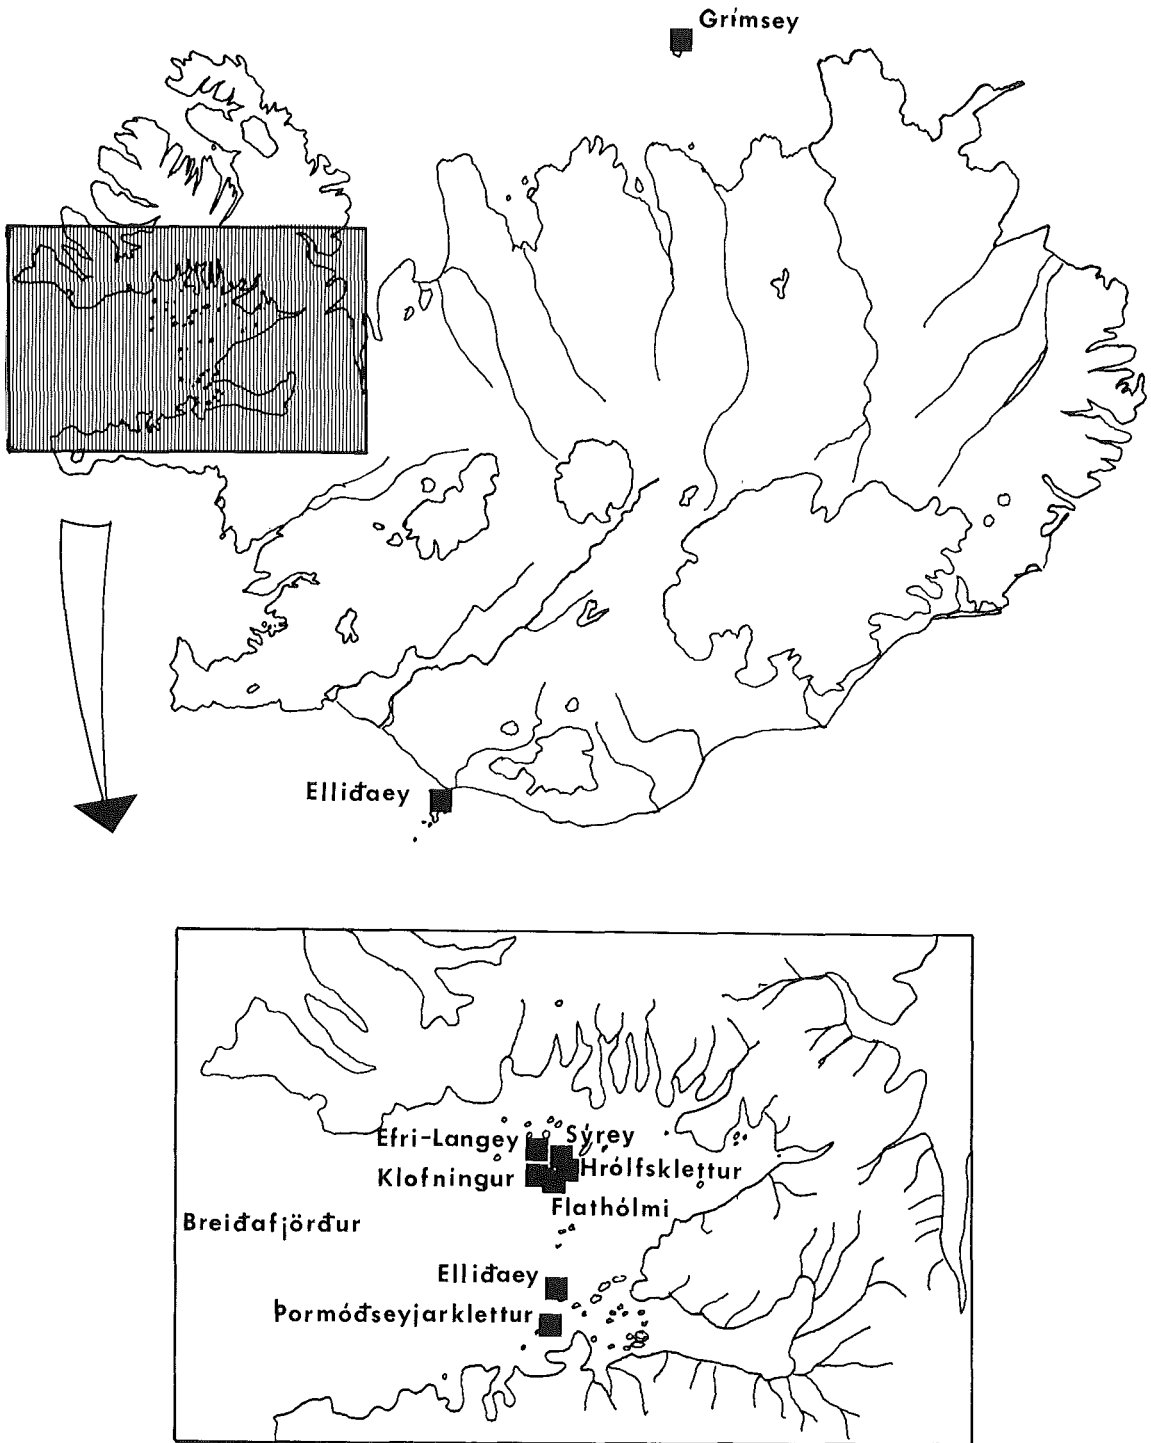 Grímsey
Elliðaey
Efri-Langey
Sýrey
Klofningur
Hrólfsklettur
Flathólmi
Breiðafjörður
Elliðaey
Þormóðseyjarklettur